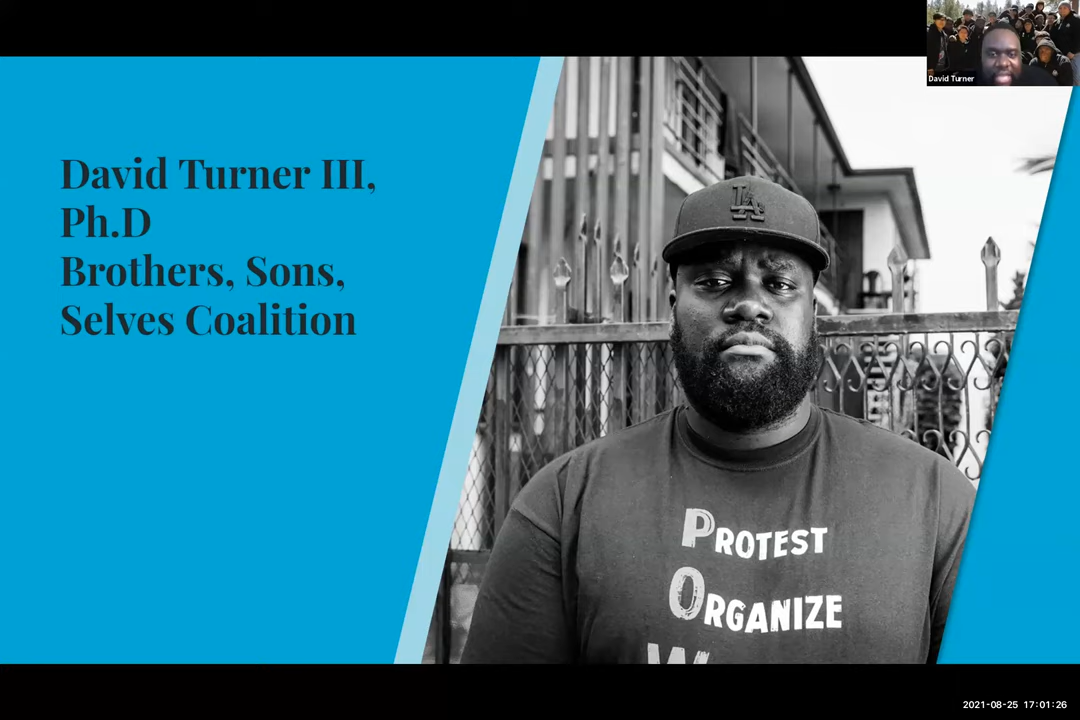 David Turner
David Turner III,
Ph.D
Brothers, Sons,
Selves Coalition
LA
PROTEST
ORGANIZE
W
2021-08-25 17:01:26